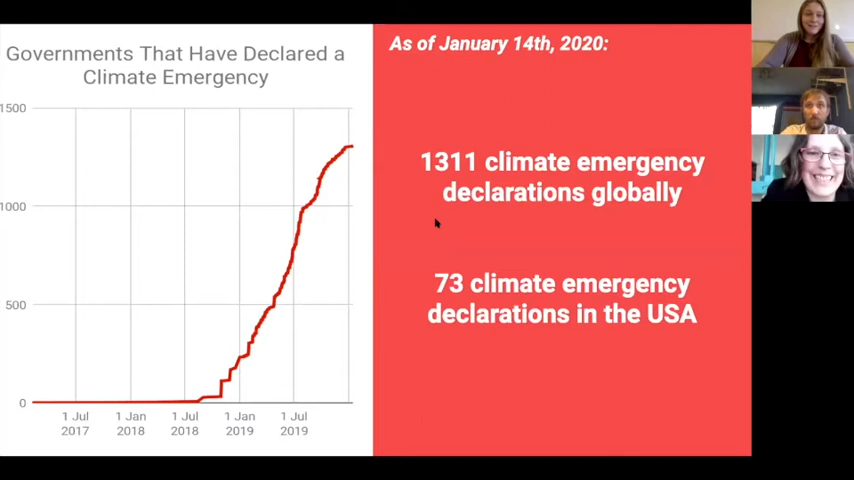 Governments That Have Declared a
Climate Emergency
1500
1000
500
0
1 Jul
2017
1 Jan
2018
1 Jul
2018
1 Jan
2019
1 Jul
2019
As of January 14th, 2020:
1311 climate emergency
declarations globally
73 climate emergency
declarations in the USA